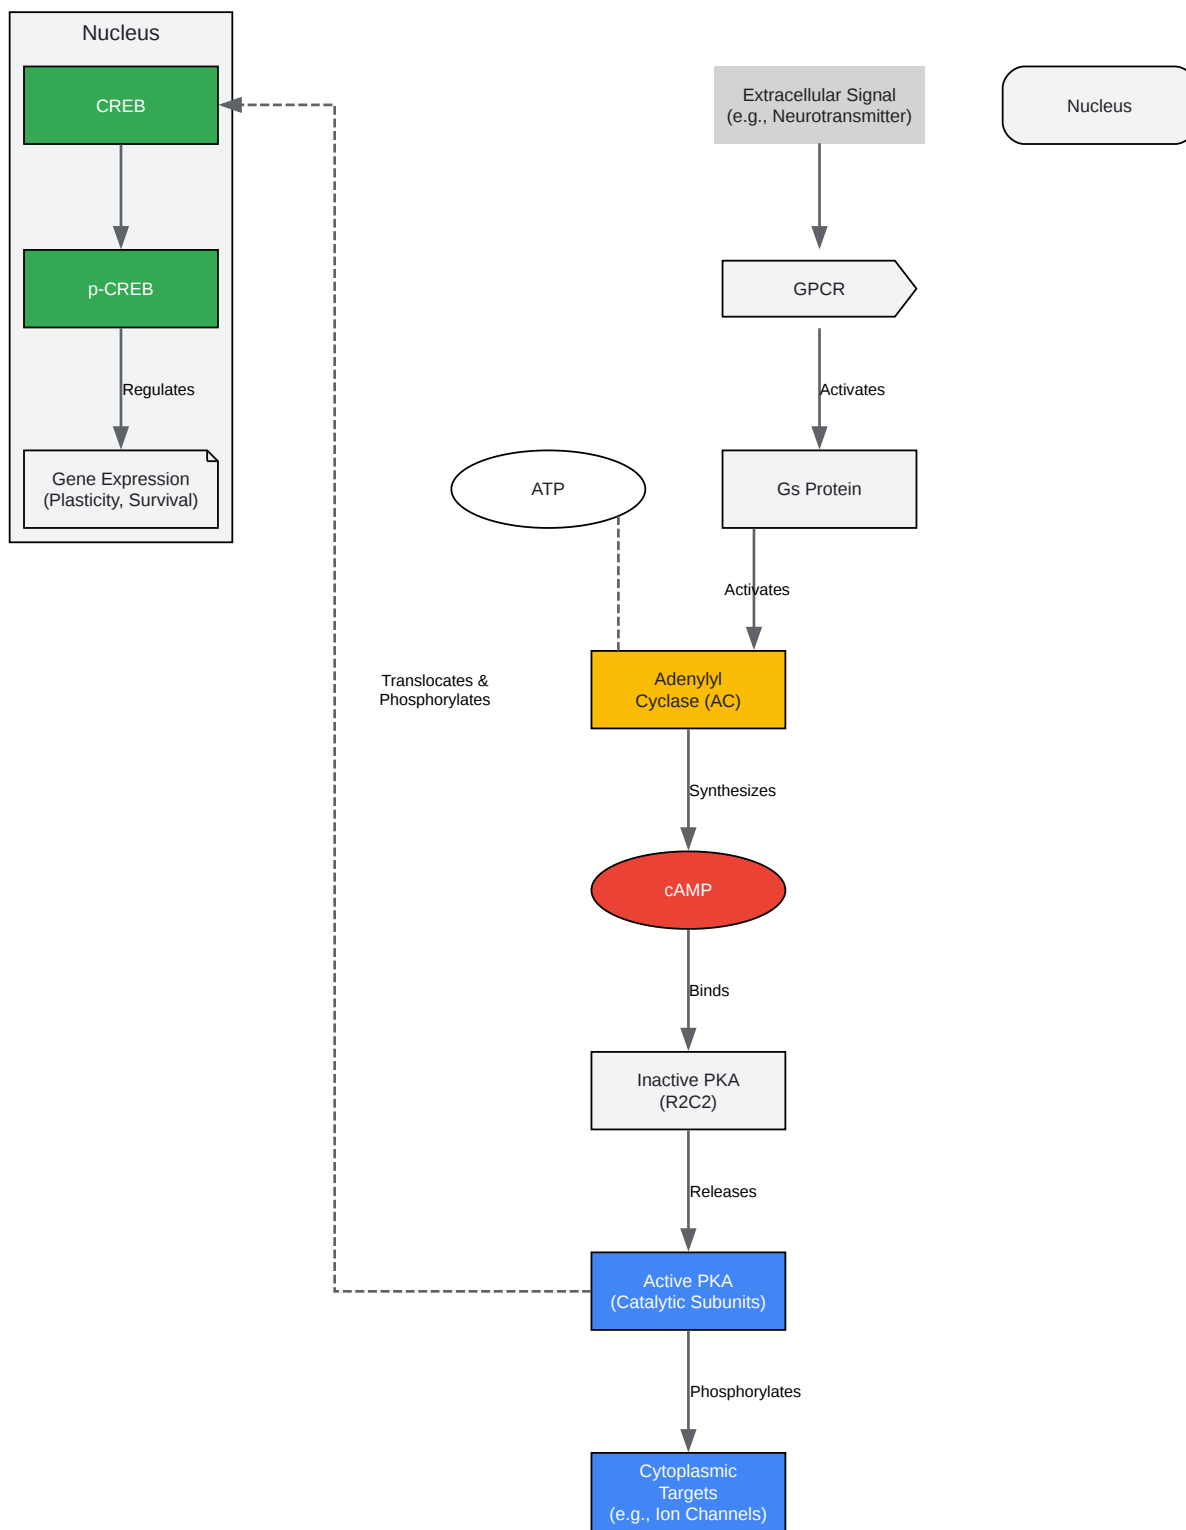 Nucleus
CREB
p-CREB
Regulates
Gene Expression
(Plasticity, Survival)
Extracellular Signal
(e.g., Neurotransmitter)
Nucleus
GPCR
Activates
ATP
Gs Protein
Activates
Translocates &
Phosphorylates
Adenylyl
Cyclase (AC)
Synthesizes
cAMP
Binds
Inactive PKA
(R2C2)
Releases
Active PKA
(Catalytic Subunits)
Phosphorylates
Cytoplasmic
Targets
(e.g., Ion Channels)